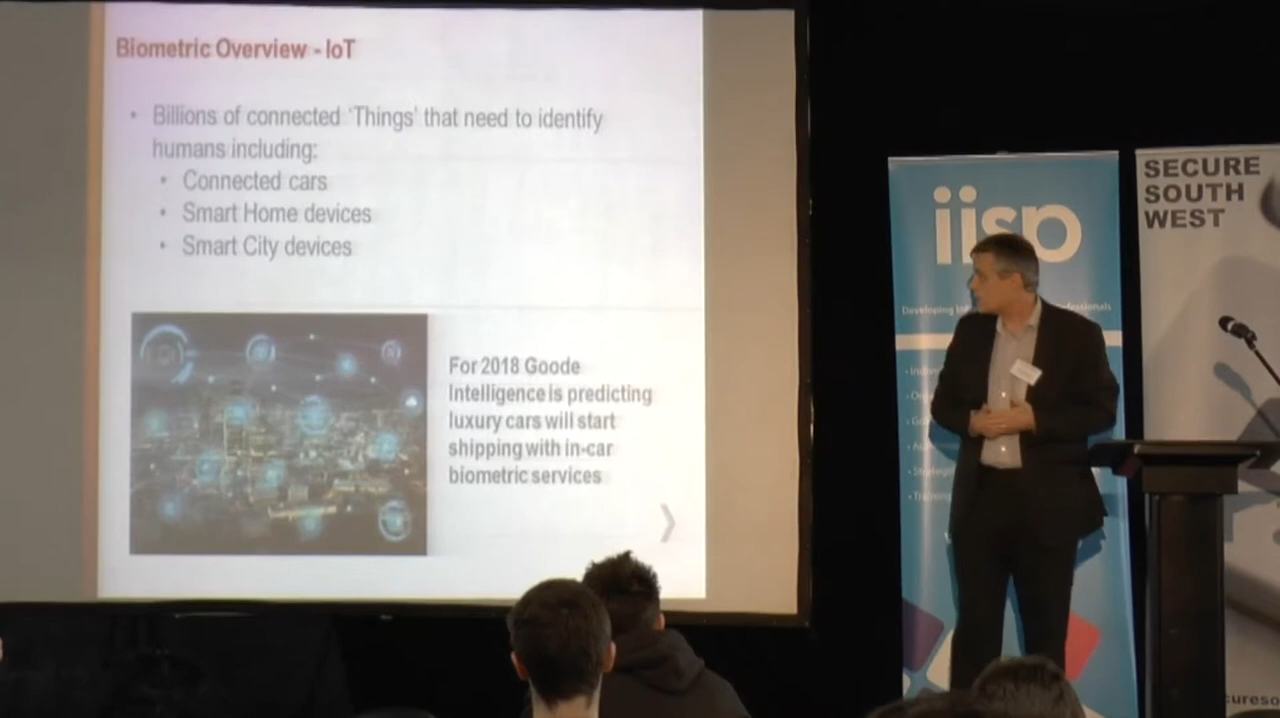 Biometric Overview - IoT
• Billions of connected 'Things' that need to identify
humans including:
• Connected cars
• Smart Home devices
• Smart City devices
For 2018 Goode
Intelligence is predicting
luxury cars will start
shipping with in-car
biometric services
iisp
Developing
SECURE
SOUTH
WEST